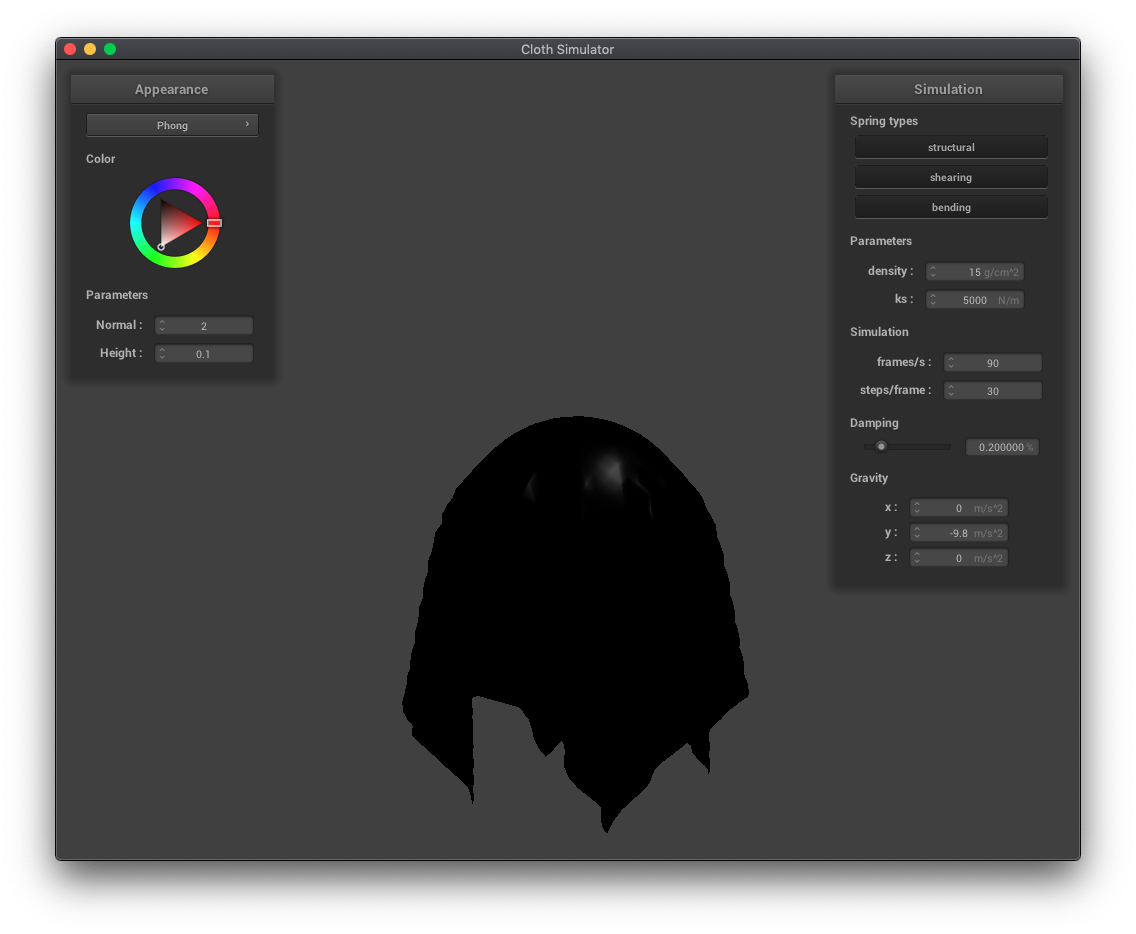 Cloth Simulator
Appearance
Phong
Color
Parameters
Normal : 2
Height : 0.1
Simulation
Spring types
structural
shearing
bending
Parameters
density : 15 g/cm^2
ks : 5000 N/m
Simulation
frames/s : 90
steps/frame : 30
Damping
0.200000 %
Gravity
x : 0 m/s^2
y : -9.8 m/s^2
z : 0 m/s^2